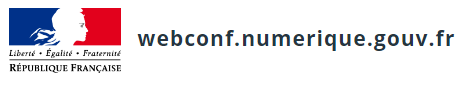 webconf.numerique.gouv.fr
Liberté • Égalité • Fraternité
RÉPUBLIQUE FRANÇAISE